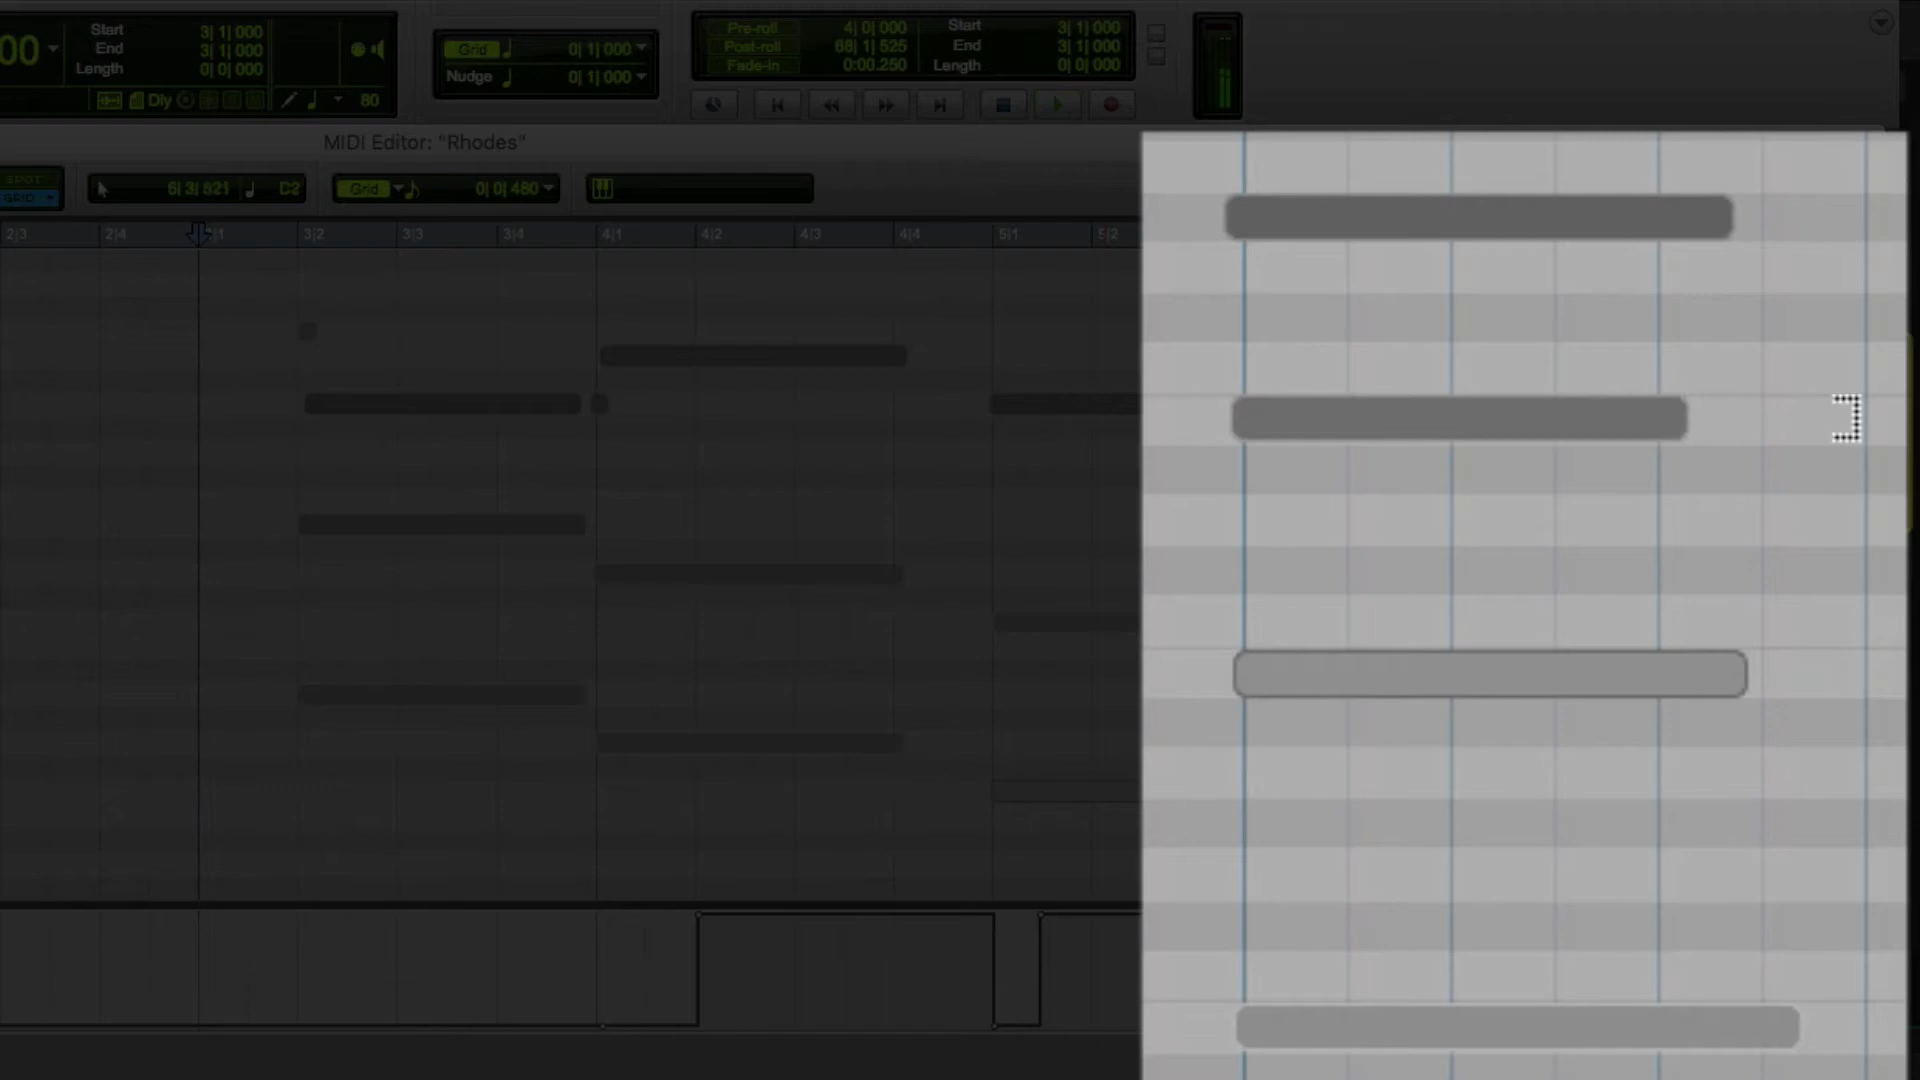 00
Start 3| 1| 000
End 3| 1| 000
Length 0| 0| 000
Dly 80
Grid 0| 1| 000
Nudge 0| 1| 000
Pre-roll 4| 0| 000
Post-roll 68| 1| 525
Fade-in 0:00.250
Start 3| 1| 000
End 3| 1| 000
Length 0| 0| 000
MIDI Editor: "Rhodes"
SPOT
GRID
6| 3| 821 C2
Grid 0| 0| 480
2|3 2|4 |1 3|2 3|3 3|4 4|1 4|2 4|3 4|4 5|1 5|2